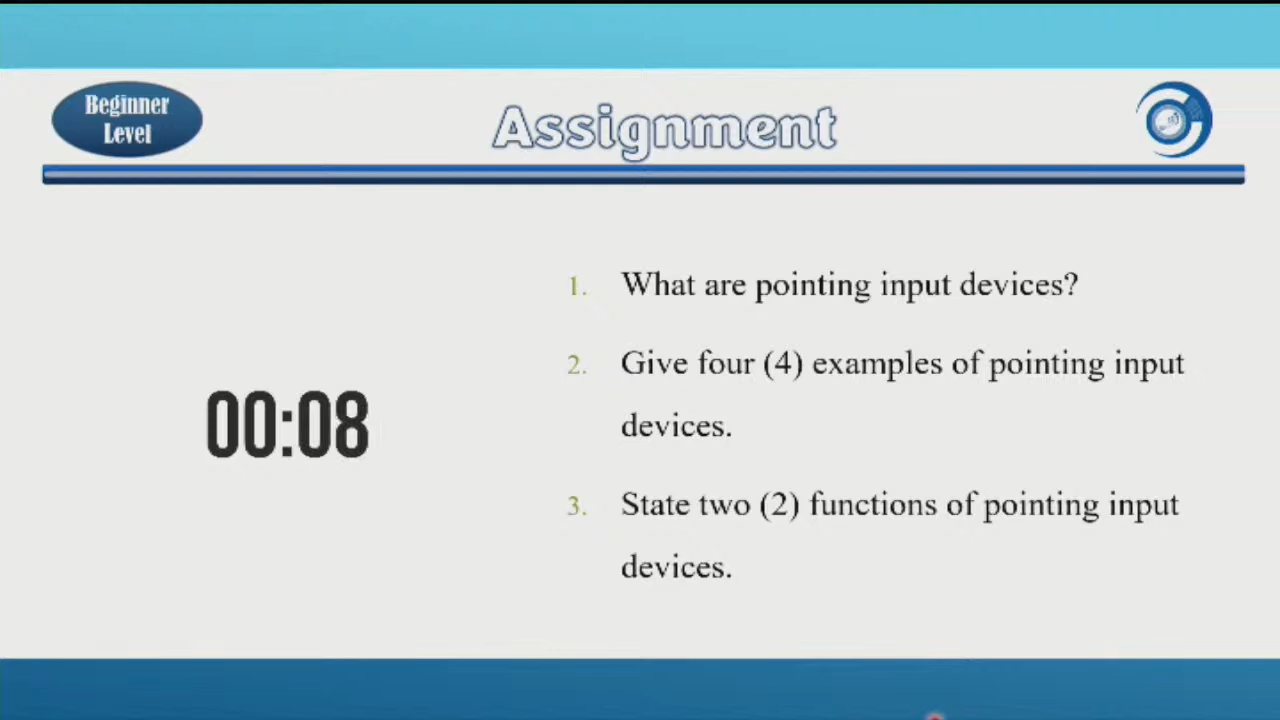 Beginner
Level
Assignment
1. What are pointing input devices?
2. Give four (4) examples of pointing input
devices.
00:08
3. State two (2) functions of pointing input
devices.